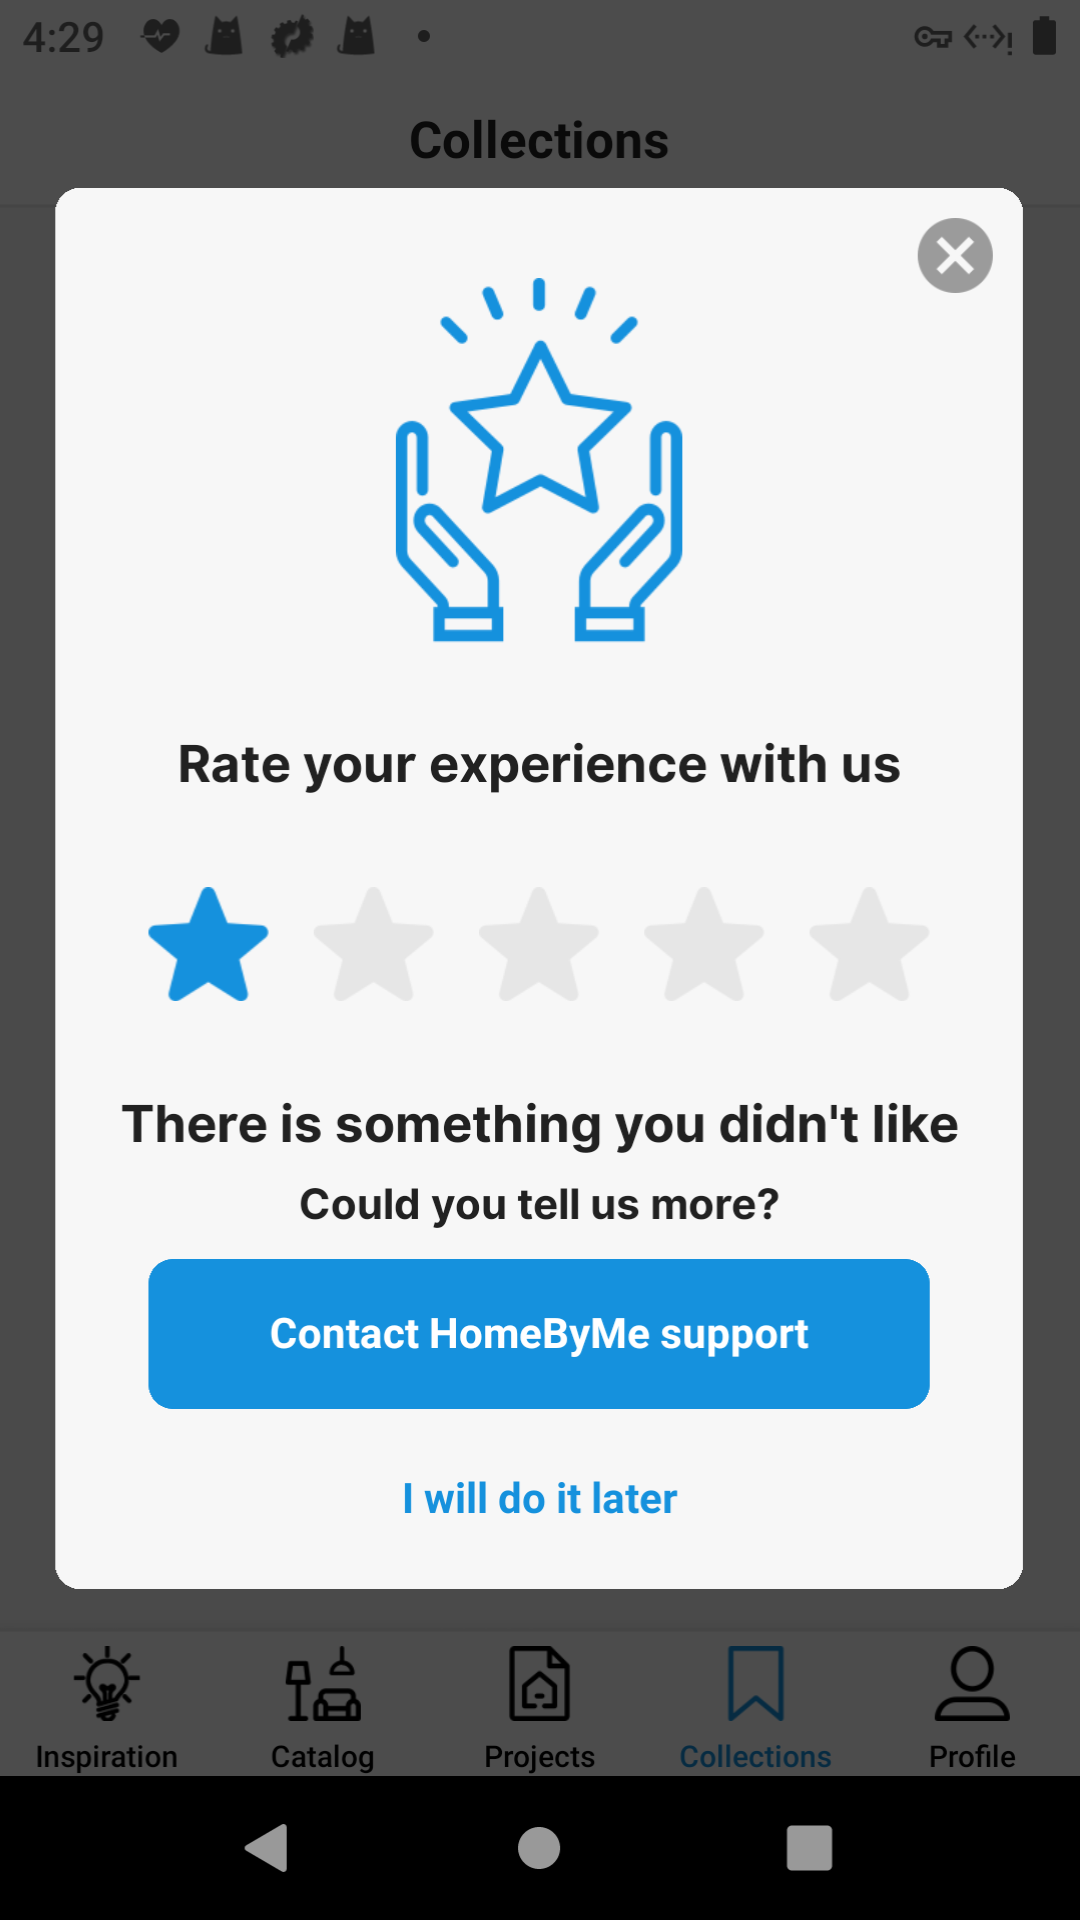 4:29
Collections
Rate your experience with us
There is something you didn't like
Could you tell us more?
Contact HomeByMe support
I will do it later
Inspiration
Catalog
Projects
Collections
Profile